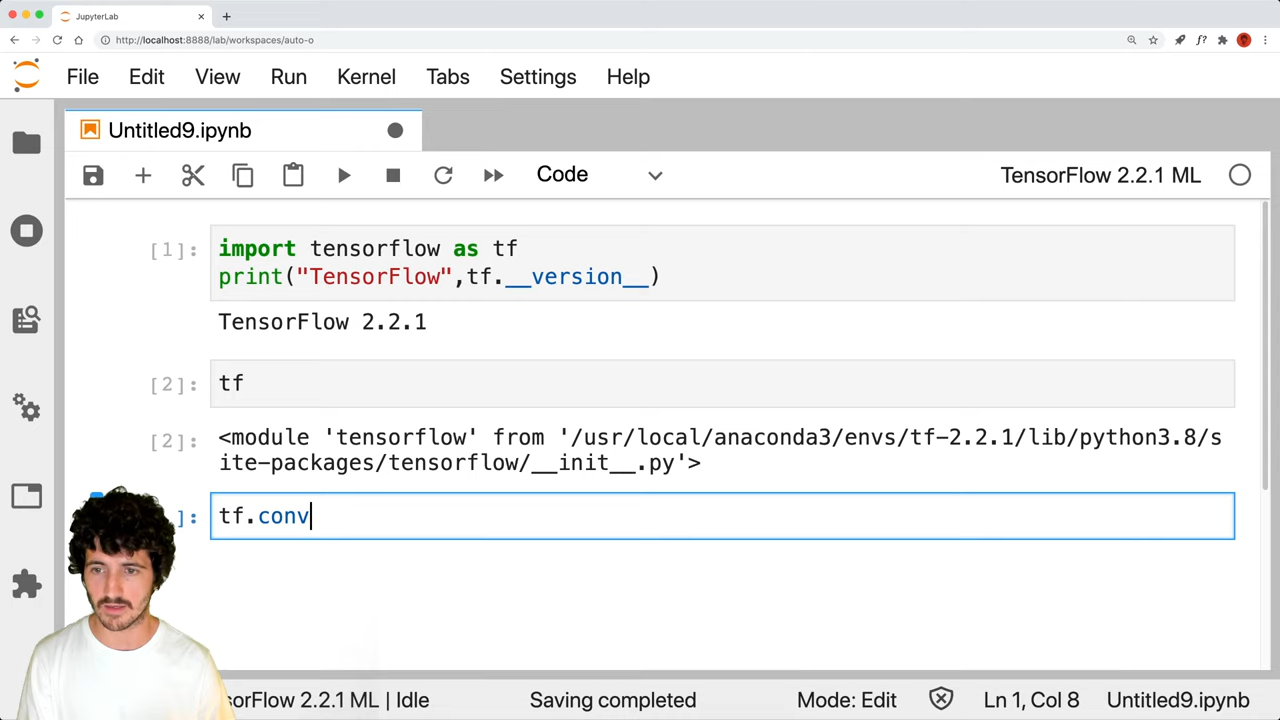 JupyterLab
http://localhost:8888/lab/workspaces/auto-o
f?
File Edit View Run Kernel Tabs Settings Help
Untitled9.ipynb
Code
TensorFlow 2.2.1 ML
[1]: import tensorflow as tf
print("TensorFlow",tf.__version__)
TensorFlow 2.2.1
[2]: tf
[2]: <module 'tensorflow' from '/usr/local/anaconda3/envs/tf-2.2.1/lib/python3.8/s
ite-packages/tensorflow/__init__.py'>
]: tf.conv
sorFlow 2.2.1 ML | Idle Saving completed Mode: Edit Ln 1, Col 8 Untitled9.ipynb